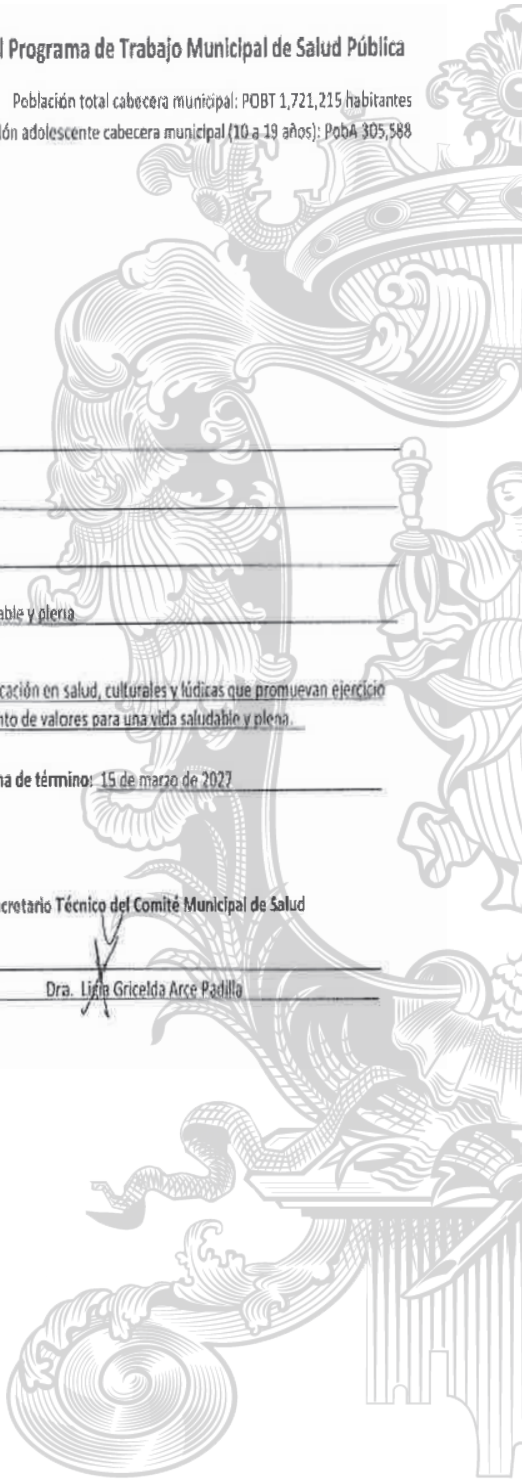 l Programa de Trabajo Municipal de Salud Pública
Población total cabecera municipal: POBT 1,721,215 habitantes
ión adolescente cabecera municipal (10 a 19 años): PobA 305,588
able y plena
cación en salud, culturales y lúdicas que promuevan ejercicio
nto de valores para una vida saludable y plena.
ha de término: 15 de marzo de 2027
cretario Técnico del Comité Municipal de Salud
Dra. Ligia Gricelda Arce Padilla